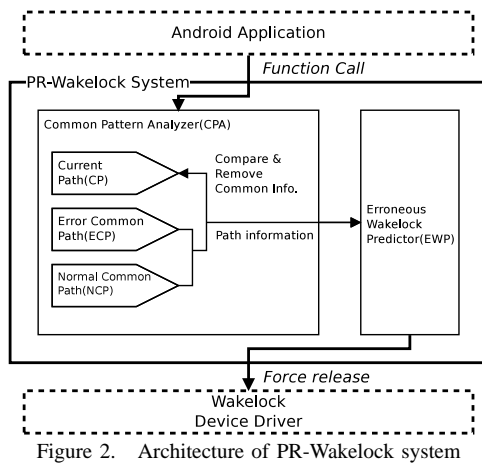 Android Application
Function Call
PR-Wakelock System
Common Pattern Analyzer(CPA)
Current
Path(CP)
Compare &
Remove
Common Info.
Error Common
Path(ECP)
Path information
Normal Common
Path(NCP)
Erroneous
Wakelock
Predictor(EWP)
Force release
Wakelock
Device Driver
Figure 2. Architecture of PR-Wakelock system